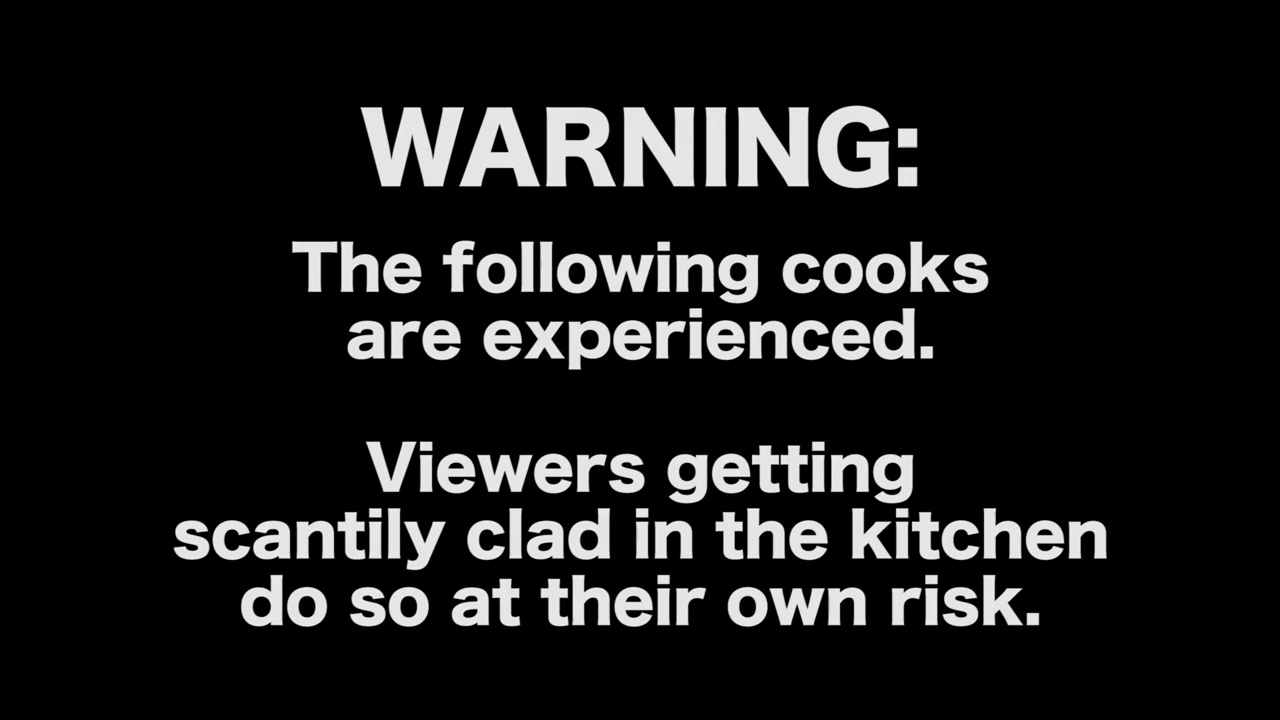 WARNING:
The following cooks
are experienced.
Viewers getting
scantily clad in the kitchen
do so at their own risk.